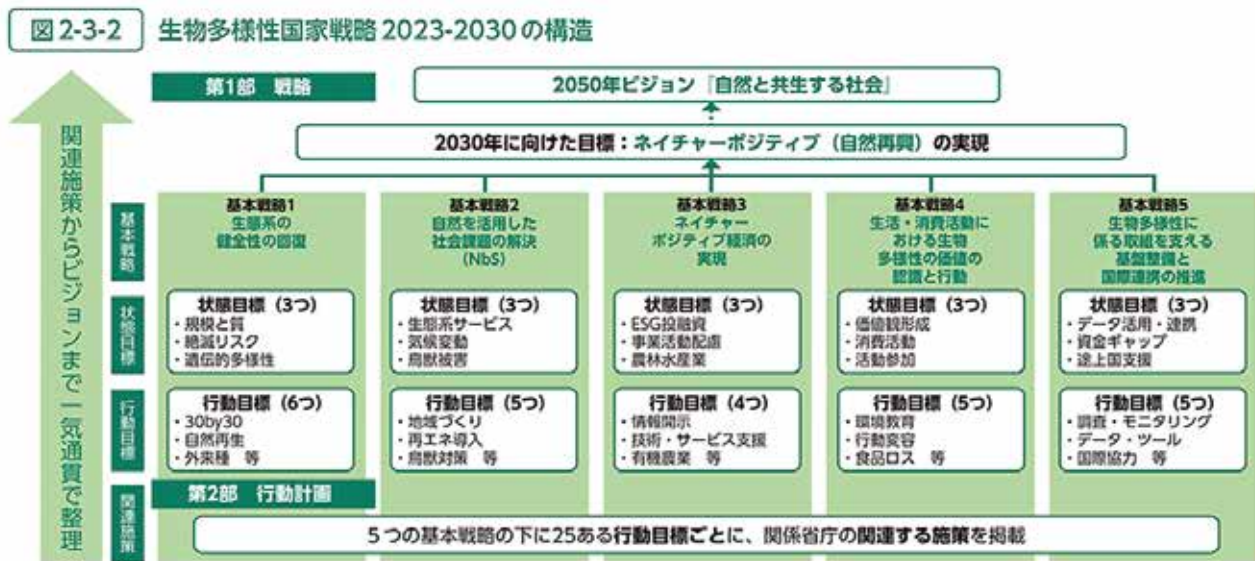 図2-3-2 生物多様性国家戦略2023-2030の構造
関連施策からビジョンまで一気通貫で整理
第1部 戦略
2050年ビジョン『自然と共生する社会』
2030年に向けた目標：ネイチャーポジティブ（自然再興）の実現
基本戦略
基本戦略1
生態系の
健全性の回復
基本戦略2
自然を活用した
社会課題の解決
(NbS)
基本戦略3
ネイチャー
ポジティブ経済の
実現
基本戦略4
生活・消費活動に
おける生物
多様性の価値の
認識と行動
基本戦略5
生物多様性に
係る取組を支える
基盤整備と
国際連携の推進
状態目標
状態目標（3つ）
・規模と質
・絶滅リスク
・遺伝的多様性
状態目標（3つ）
・生態系サービス
・気候変動
・鳥獣被害
状態目標（3つ）
・ESG投融資
・事業活動配慮
・農林水産業
状態目標（3つ）
・価値観形成
・消費活動
・活動参加
状態目標（3つ）
・データ活用・連携
・資金ギャップ
・途上国支援
行動目標
行動目標（6つ）
・30by30
・自然再生
・外来種 等
行動目標（5つ）
・地域づくり
・再エネ導入
・鳥獣対策 等
行動目標（4つ）
・情報開示
・技術・サービス支援
・有機農業 等
行動目標（5つ）
・環境教育
・行動変容
・食品ロス 等
行動目標（5つ）
・調査・モニタリング
・データ・ツール
・国際協力 等
第2部 行動計画
関連施策
5つの基本戦略の下に25ある行動目標ごとに、関係省庁の関連する施策を掲載